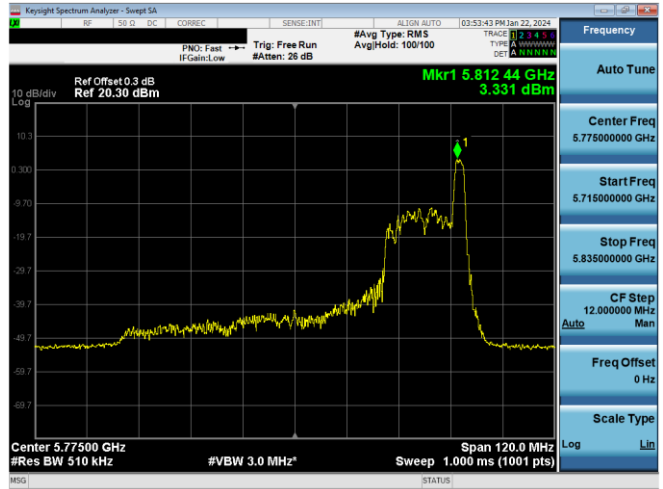 Keysight Spectrum Analyzer - Swept SA
RF 50 Ω DC CORREC SENSE:INT ALIGN AUTO 03:53:43 PM Jan 22, 2024
#Avg Type: RMS TRACE 1 2 3 4 5 6
PNO: Fast Trig: Free Run Avg|Hold: 100/100 TYPE A WWWWW
IFGain:Low #Atten: 26 dB DET A N N N N N
Frequency
Auto Tune
Mkr1 5.812 44 GHz
3.331 dBm
Ref Offset 0.3 dB
10 dB/div Ref 20.30 dBm
Log
10.3
1
0.300
-9.70
-19.7
-29.7
-39.7
-49.7
-59.7
-69.7
Center Freq
5.775000000 GHz
Start Freq
5.715000000 GHz
Stop Freq
5.835000000 GHz
CF Step
12.000000 MHz
Auto Man
Freq Offset
0 Hz
Scale Type
Log Lin
Center 5.77500 GHz Span 120.0 MHz
#Res BW 510 kHz #VBW 3.0 MHz* Sweep 1.000 ms (1001 pts)
MSG STATUS